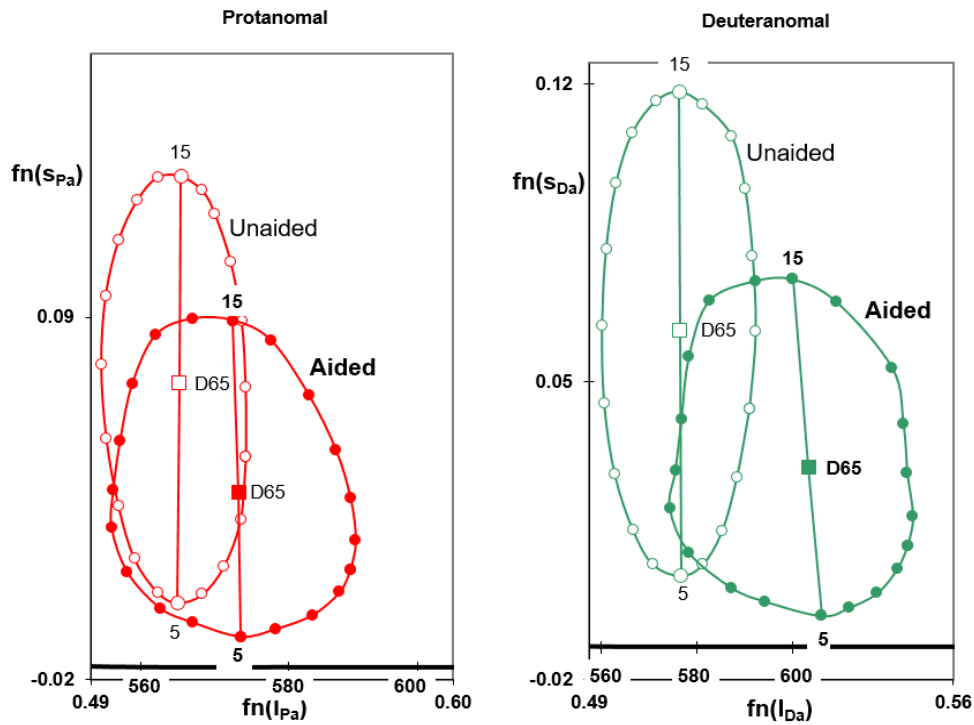 Protanomal
15
fn(sPa)
Unaided
0.09
15
Aided
D65
D65
5
5
-0.02
560
580
600
0.49
fn(lPa)
0.60
Deuteranomal
15
0.12
Unaided
fn(sDa)
15
Aided
D65
0.05
D65
5
5
-0.02
560
580
600
0.49
fn(lDa)
0.56